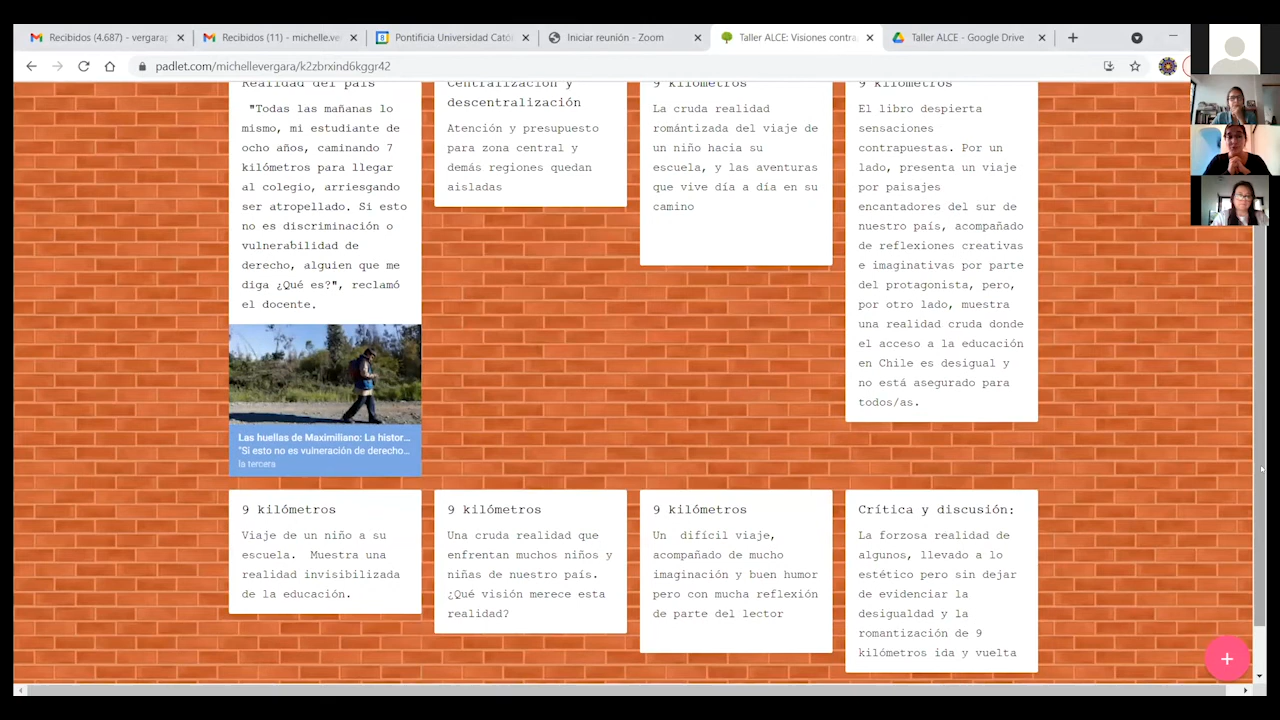 Recibidos (4.687) - vergarap
Recibidos (11) - michelle.ve
Pontificia Universidad Cató
Iniciar reunión - Zoom
Taller ALCE: Visiones contra
Taller ALCE - Google Drive
padlet.com/michellevergara/k2zbrxind6kggr42
Realidad del país
"Todas las mañanas lo
mismo, mi estudiante de
ocho años, caminando 7
kilómetros para llegar
al colegio, arriesgando
ser atropellado. Si esto
no es discriminación o
vulnerabilidad de
derecho, alguien que me
diga ¿Qué es?", reclamó
el docente.
Las huellas de Maximiliano: La histor...
"Si esto no es vulneración de derecho...
la tercera
Centralización y
descentralización
Atención y presupuesto
para zona central y
demás regiones quedan
aisladas
9 kilómetros
La cruda realidad
romántizada del viaje de
un niño hacia su
escuela, y las aventuras
que vive día a día en su
camino
9 kilómetros
El libro despierta
sensaciones
contrapuestas. Por un
lado, presenta un viaje
por paisajes
encantadores del sur de
nuestro país, acompañado
de reflexiones creativas
e imaginativas por parte
del protagonista, pero,
por otro lado, muestra
una realidad cruda donde
el acceso a la educación
en Chile es desigual y
no está asegurado para
todos/as.
9 kilómetros
Viaje de un niño a su
escuela. Muestra una
realidad invisibilizada
de la educación.
9 kilómetros
Una cruda realidad que
enfrentan muchos niños y
niñas de nuestro país.
¿Qué visión merece esta
realidad?
9 kilómetros
Un difícil viaje,
acompañado de mucho
imaginación y buen humor
pero con mucha reflexión
de parte del lector
Crítica y discusión:
La forzosa realidad de
algunos, llevado a lo
estético pero sin dejar
de evidenciar la
desigualdad y la
romantización de 9
kilómetros ida y vuelta